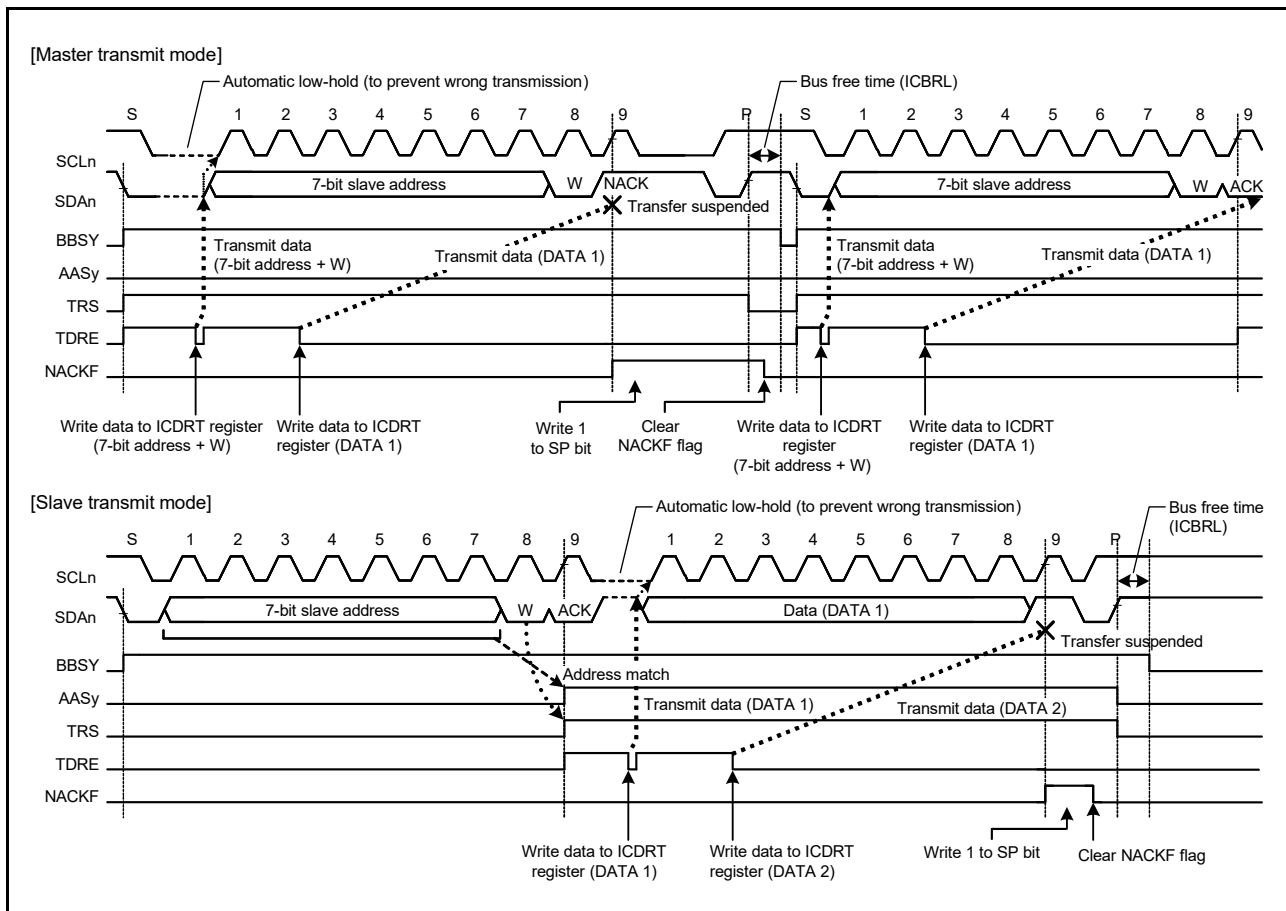 [Master transmit mode]
Automatic low-hold (to prevent wrong transmission)
Bus free time (ICBRL)
S 1 2 3 4 5 6 7 8 9 P S 1 2 3 4 5 6 7 8 9
SCLn
7-bit slave address W NACK 7-bit slave address W ACK
SDAn
Transfer suspended
BBSY
Transmit data
(7-bit address + W)
Transmit data (DATA 1)
Transmit data
(7-bit address + W)
Transmit data (DATA 1)
AASy
TRS
TDRE
NACKF
Write data to ICDRT register
(7-bit address + W)
Write data to ICDRT
register (DATA 1)
Write 1
to SP bit
Clear
NACKF flag
Write data to ICDRT
register
(7-bit address + W)
Write data to ICDRT
register (DATA 1)
[Slave transmit mode]
Automatic low-hold (to prevent wrong transmission)
Bus free time
(ICBRL)
S 1 2 3 4 5 6 7 8 9 1 2 3 4 5 6 7 8 9 P
SCLn
7-bit slave address W ACK Data (DATA 1)
SDAn
Transfer suspended
BBSY
Address match
AASy
Transmit data (DATA 1)
Transmit data (DATA 2)
TRS
TDRE
NACKF
Write data to ICDRT
register (DATA 1)
Write data to ICDRT
register (DATA 2)
Write 1 to SP bit
Clear NACKF flag